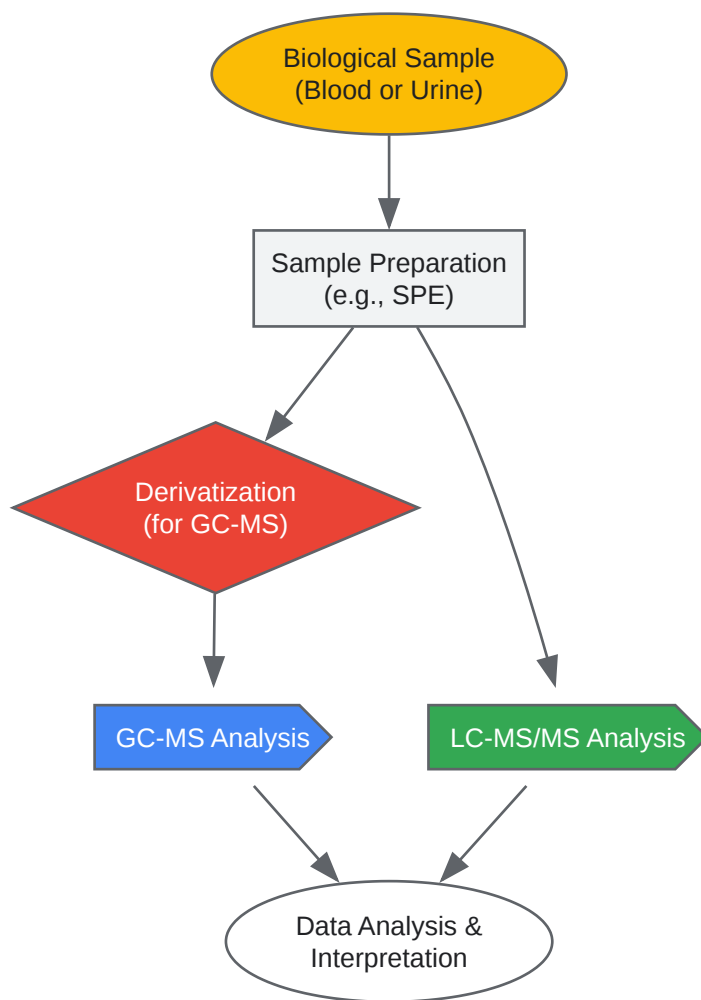 Biological Sample
(Blood or Urine)
Sample Preparation
(e.g., SPE)
Derivatization
(for GC-MS)
GC-MS Analysis
LC-MS/MS Analysis
Data Analysis &
Interpretation